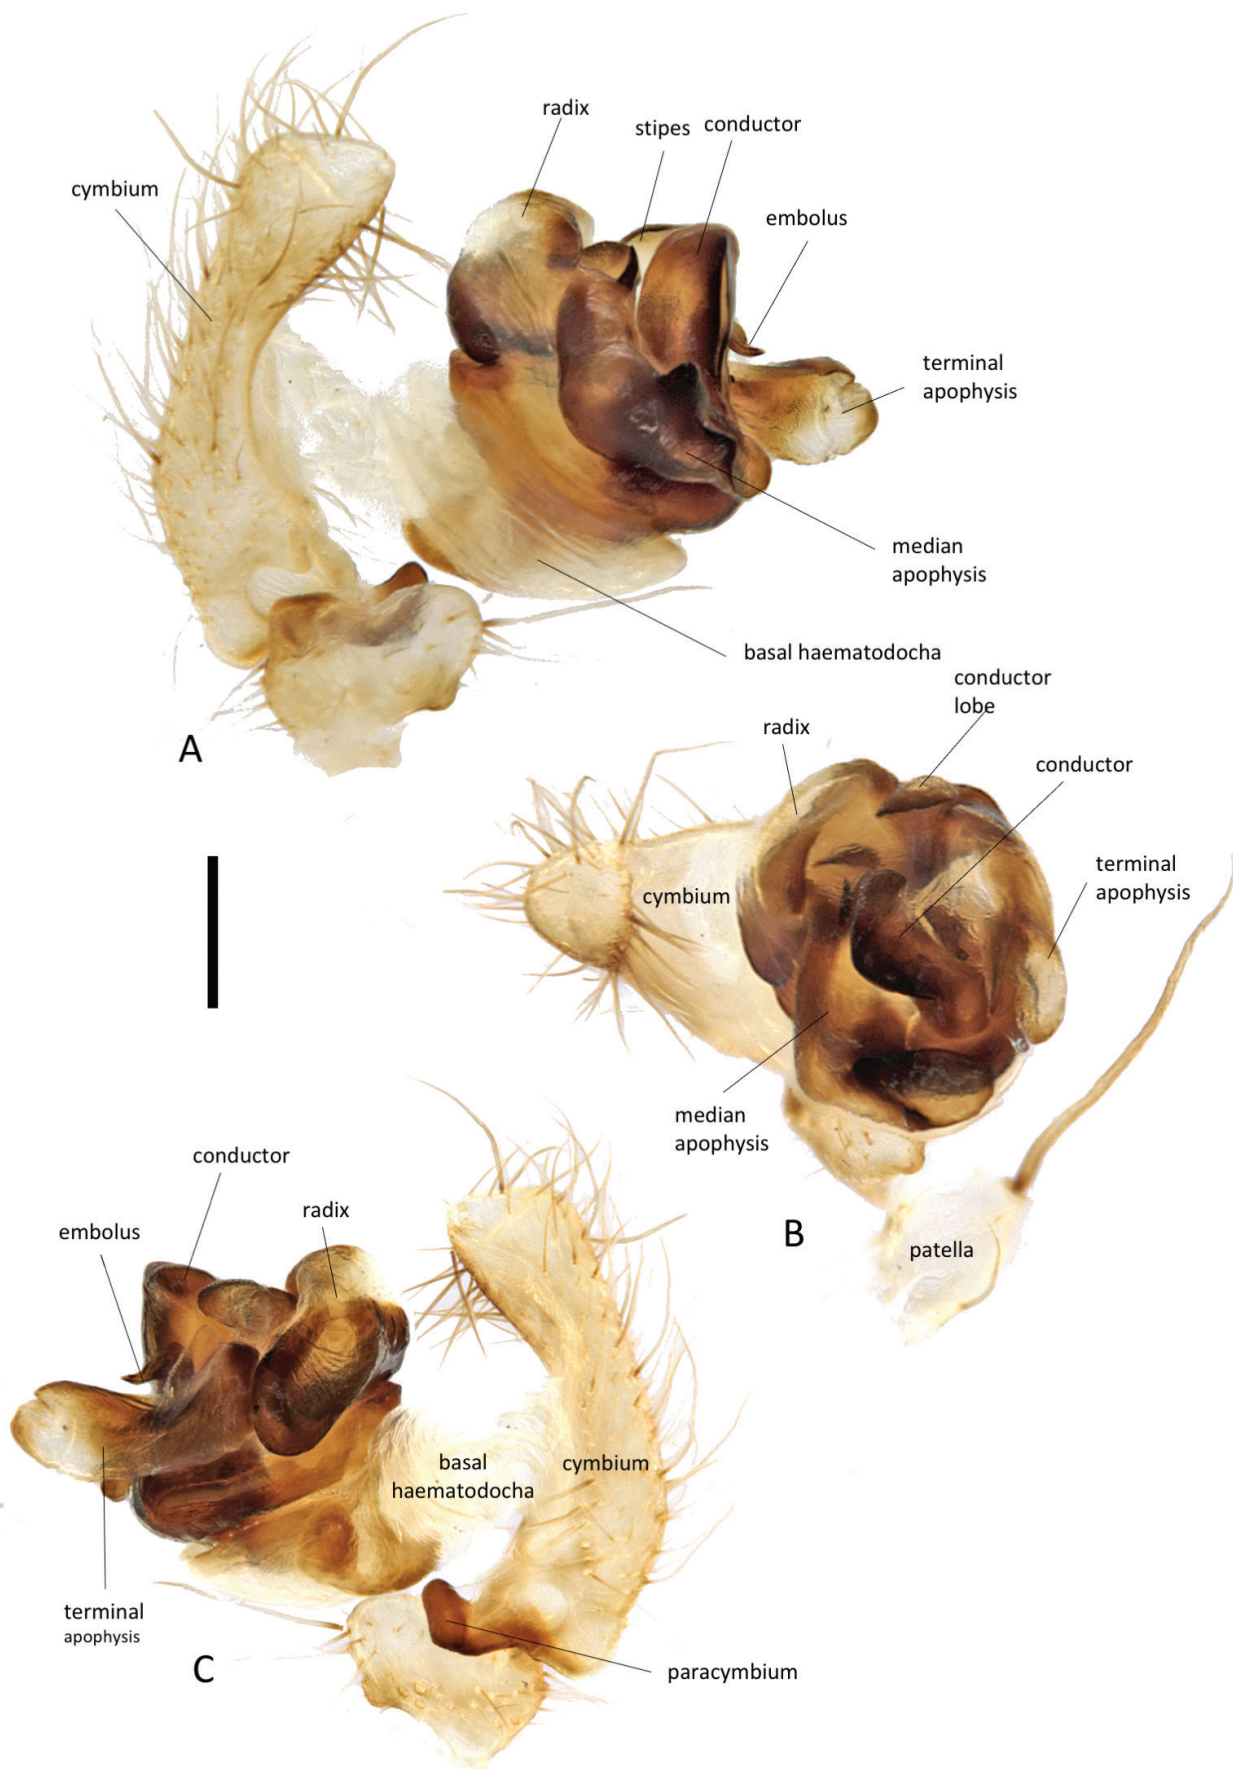 radix
stipes
conductor
cymbium
embolus
terminal
apophysis
median
apophysis
basal haematodocha
A
conductor
lobe
radix
conductor
terminal
apophysis
cymbium
median
apophysis
B
patella
conductor
radix
embolus
basal
haematodocha
cymbium
terminal
apophysis
C
paracymbium